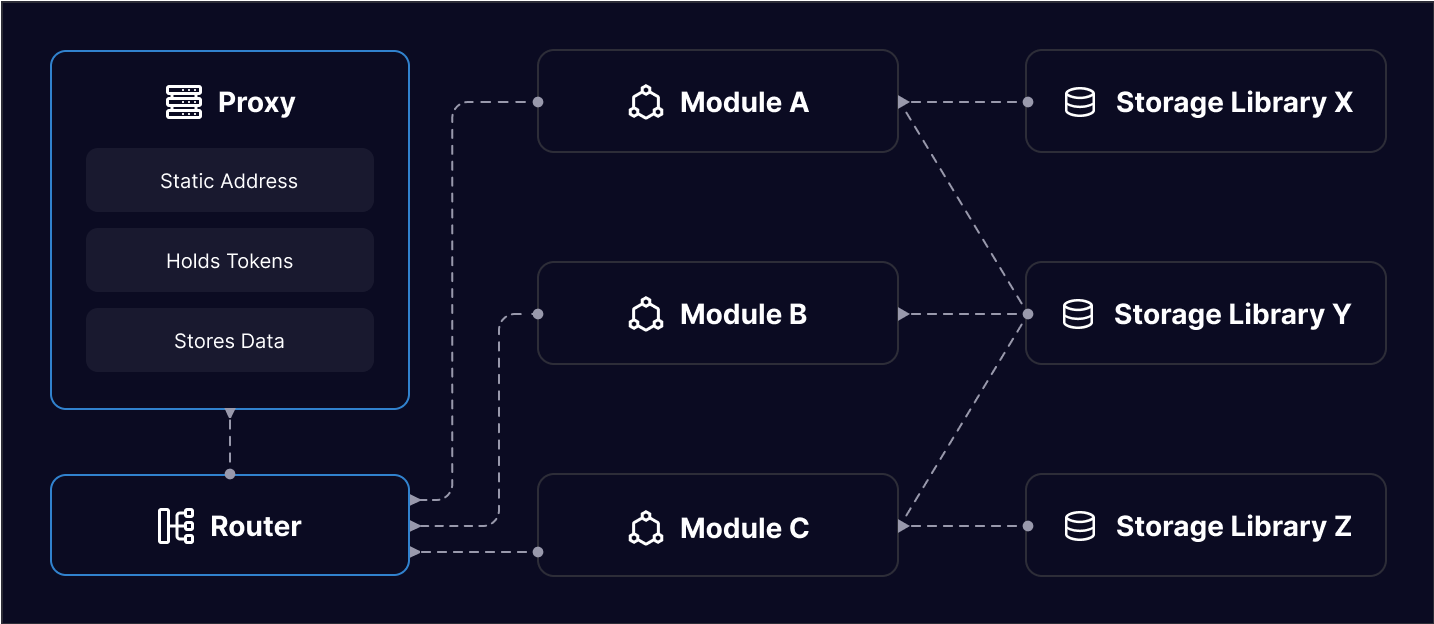 Proxy
Static Address
Holds Tokens
Stores Data
Router
Module A
Module B
Module C
Storage Library X
Storage Library Y
Storage Library Z